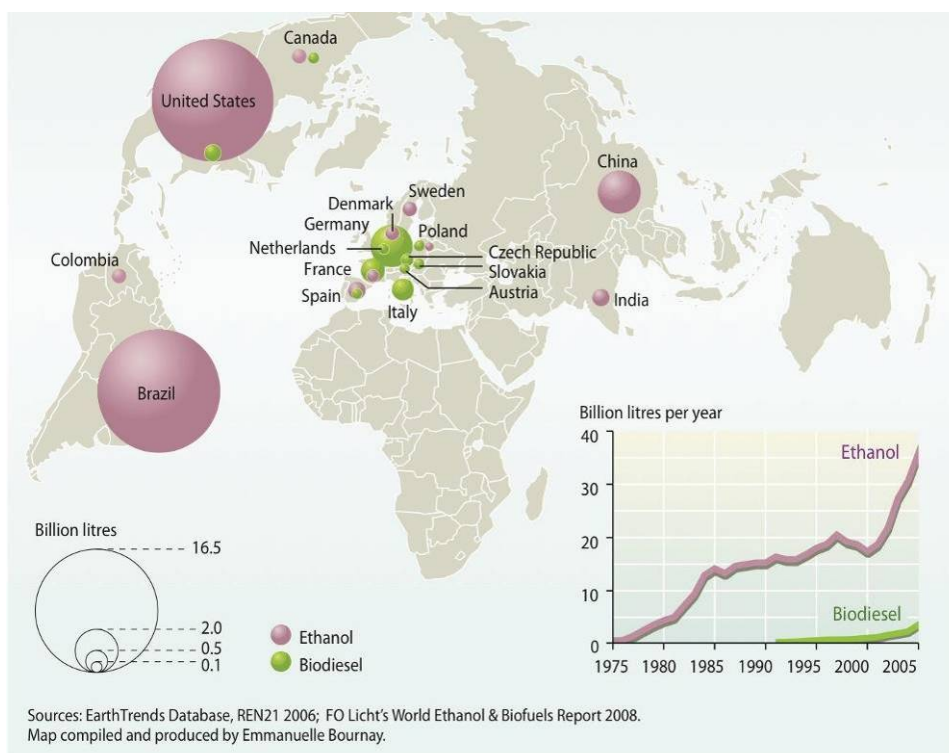 Canada
United States
China
Sweden
Denmark
Germany
Poland
Netherlands
Czech Republic
Slovakia
Austria
Colombia
France
Spain
Italy
India
Brazil
Billion litres per year
40
30
20
10
0
Ethanol
Biodiesel
1975 1980 1985 1990 1995 2000 2005
Billion litres
16.5
2.0
0.5
0.1
Ethanol
Biodiesel
Sources: EarthTrends Database, REN21 2006; FO Licht's World Ethanol & Biofuels Report 2008.
Map compiled and produced by Emmanuelle Bournay.